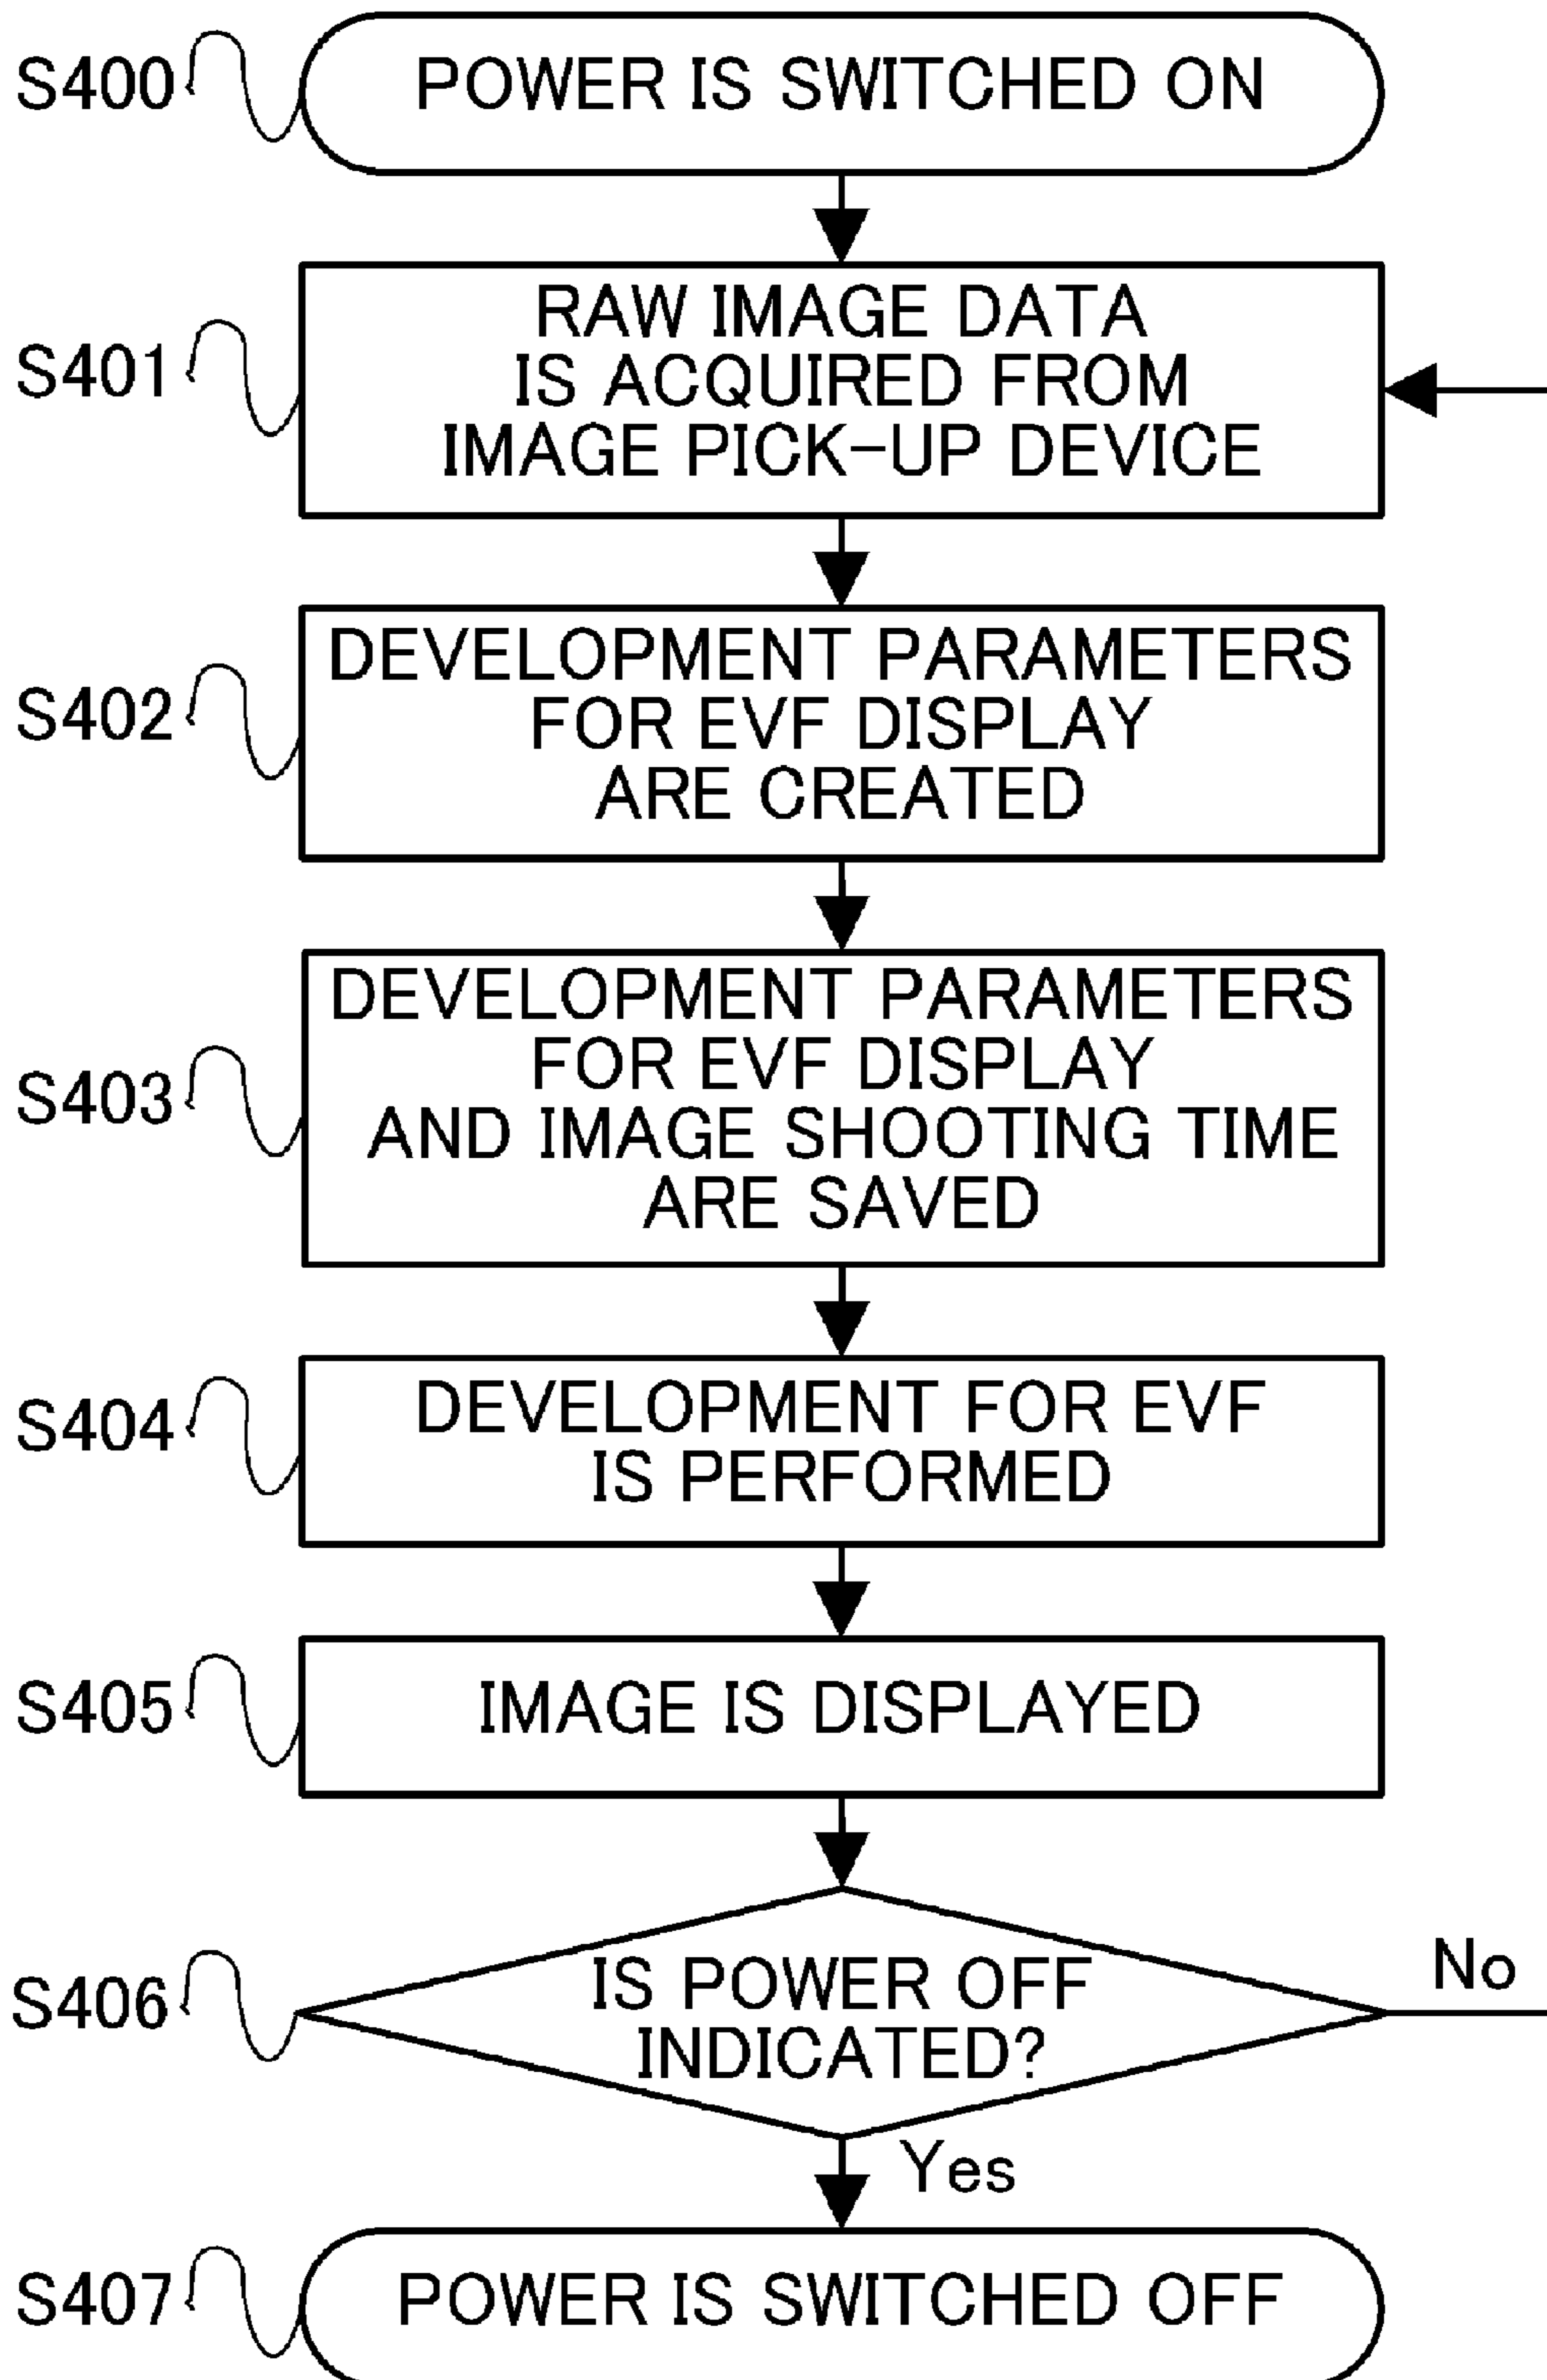 S400
POWER IS SWITCHED ON
S401
RAW IMAGE DATA
IS ACQUIRED FROM
IMAGE PICK-UP DEVICE
S402
DEVELOPMENT PARAMETERS
FOR EVF DISPLAY
ARE CREATED
S403
DEVELOPMENT PARAMETERS
FOR EVF DISPLAY
AND IMAGE SHOOTING TIME
ARE SAVED
S404
DEVELOPMENT FOR EVF
IS PERFORMED
S405
IMAGE IS DISPLAYED
S406
IS POWER OFF
INDICATED?
No
Yes
S407
POWER IS SWITCHED OFF